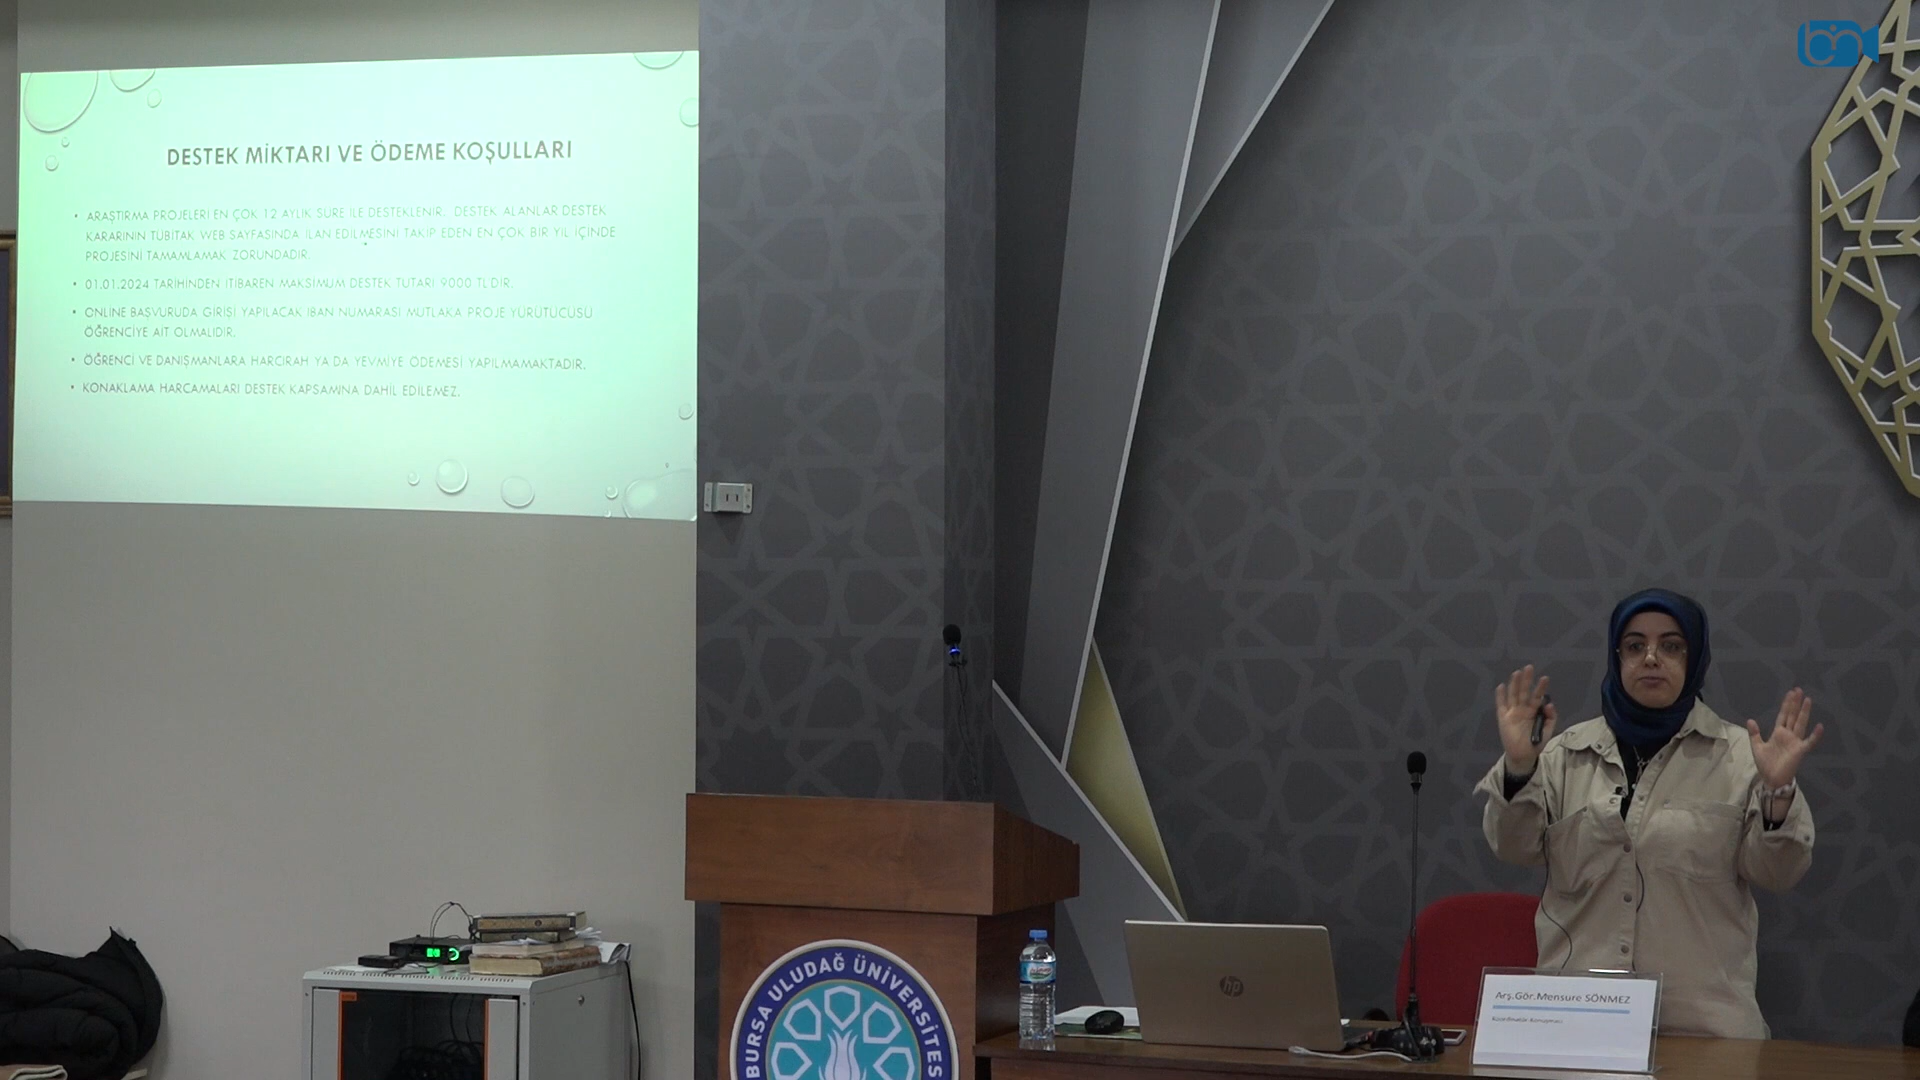 DESTEK MİKTARI VE ÖDEME KOŞULLARI
• ARAŞTIRMA PROJELERİ EN ÇOK 12 AYLIK SÜRE İLE DESTEKLENİR. DESTEK ALANLAR DESTEK
KARARININ TÜBİTAK WEB SAYFASINDA İLAN EDİLMESİNİ TAKİP EDEN EN ÇOK BİR YIL İÇİNDE
PROJESİNİ TAMAMLAMAK ZORUNDADIR.
• 01.01.2024 TARİHİNDEN İTİBAREN MAKSİMUM DESTEK TUTARI 9000 TL'DİR.
• ONLİNE BAŞVURUDA GİRİŞİ YAPILACAK IBAN NUMARASI MUTLAKA PROJE YÜRÜTÜCÜSÜ
ÖĞRENCİYE AİT OLMALIDIR.
• ÖĞRENCİ VE DANIŞMANLARA HARCIRAH YA DA YEVMİYE ÖDEMESİ YAPILMAMAKTADIR.
• KONAKLAMA HARCAMALARI DESTEK KAPSAMINA DAHİL EDİLEMEZ.
BURSA ULUDAĞ ÜNİVERSİTESİ
hp
Arş.Gör.Mensure SÖNMEZ